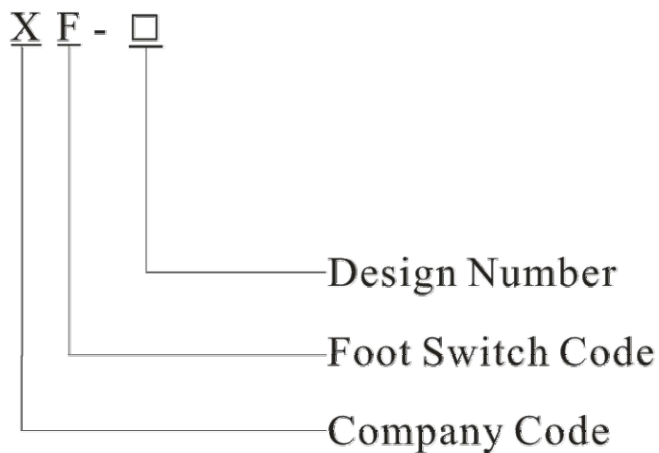 X F - □
Design Number
Foot Switch Code
Company Code